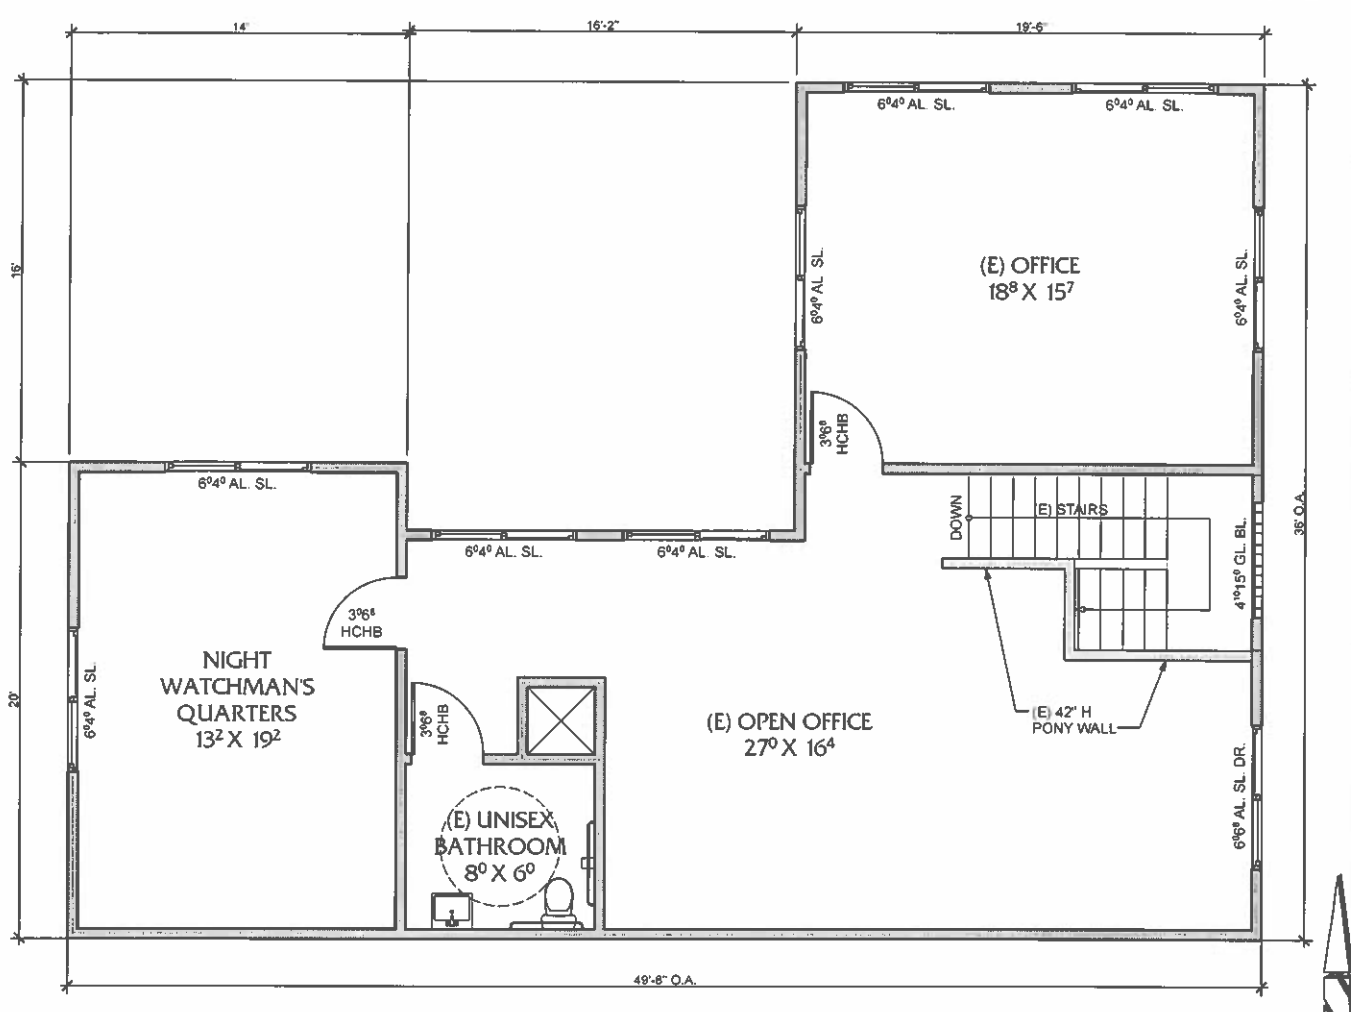 14'
16'-2"
19'-6"
6⁰4⁰ AL. SL.
6⁰4⁰ AL. SL.
16'
6⁰4⁰ AL. SL.
(E) OFFICE
18⁸ X 15⁷
6⁰4⁰ AL. SL.
3⁰6⁸
HCHB
6⁰4⁰ AL. SL.
DOWN
(E) STAIRS
36' O.A.
6⁰4⁰ AL. SL.
6⁰4⁰ AL. SL.
4¹⁰15⁰ GL. BL.
3⁰6⁸
HCHB
NIGHT
WATCHMAN'S
QUARTERS
13² X 19²
20'
6⁰4⁰ AL. SL.
3⁰6⁸
HCHB
(E) OPEN OFFICE
27⁰ X 16⁴
(E) 42" H
PONY WALL
6⁰6⁸ AL. SL. DR.
(E) UNISEX
BATHROOM
8⁰ X 6⁰
49'-8" O.A.